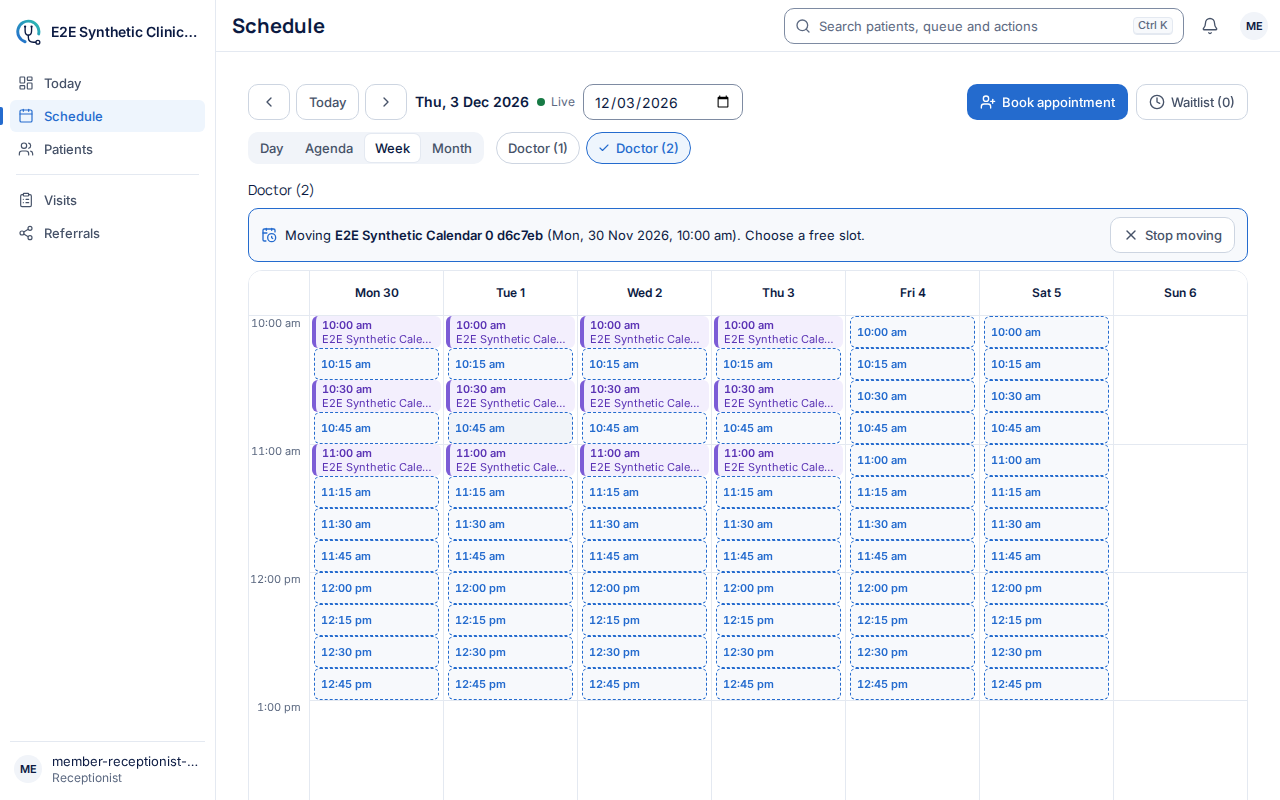 E2E Synthetic Clinic...
Schedule
Search patients, queue and actions
Ctrl K
ME
Today
Schedule
Patients
Visits
Referrals
Today
Thu, 3 Dec 2026
Live
12/03/2026
Book appointment
Waitlist (0)
Day Agenda Week Month
Doctor (1)
Doctor (2)
Doctor (2)
Moving E2E Synthetic Calendar 0 d6c7eb (Mon, 30 Nov 2026, 10:00 am). Choose a free slot.
Stop moving
Mon 30 Tue 1 Wed 2 Thu 3 Fri 4 Sat 5 Sun 6
10:00 am
10:00 am 10:00 am 10:00 am 10:00 am 10:00 am 10:00 am
E2E Synthetic Cale... E2E Synthetic Cale... E2E Synthetic Cale... E2E Synthetic Cale...
10:15 am 10:15 am 10:15 am 10:15 am 10:15 am 10:15 am
10:30 am 10:30 am 10:30 am 10:30 am 10:30 am 10:30 am
E2E Synthetic Cale... E2E Synthetic Cale... E2E Synthetic Cale... E2E Synthetic Cale...
10:45 am 10:45 am 10:45 am 10:45 am 10:45 am 10:45 am
11:00 am
11:00 am 11:00 am 11:00 am 11:00 am 11:00 am 11:00 am
E2E Synthetic Cale... E2E Synthetic Cale... E2E Synthetic Cale... E2E Synthetic Cale...
11:15 am 11:15 am 11:15 am 11:15 am 11:15 am 11:15 am
11:30 am 11:30 am 11:30 am 11:30 am 11:30 am 11:30 am
11:45 am 11:45 am 11:45 am 11:45 am 11:45 am 11:45 am
12:00 pm
12:00 pm 12:00 pm 12:00 pm 12:00 pm 12:00 pm 12:00 pm
12:15 pm 12:15 pm 12:15 pm 12:15 pm 12:15 pm 12:15 pm
12:30 pm 12:30 pm 12:30 pm 12:30 pm 12:30 pm 12:30 pm
12:45 pm 12:45 pm 12:45 pm 12:45 pm 12:45 pm 12:45 pm
1:00 pm
ME
member-receptionist-...
Receptionist